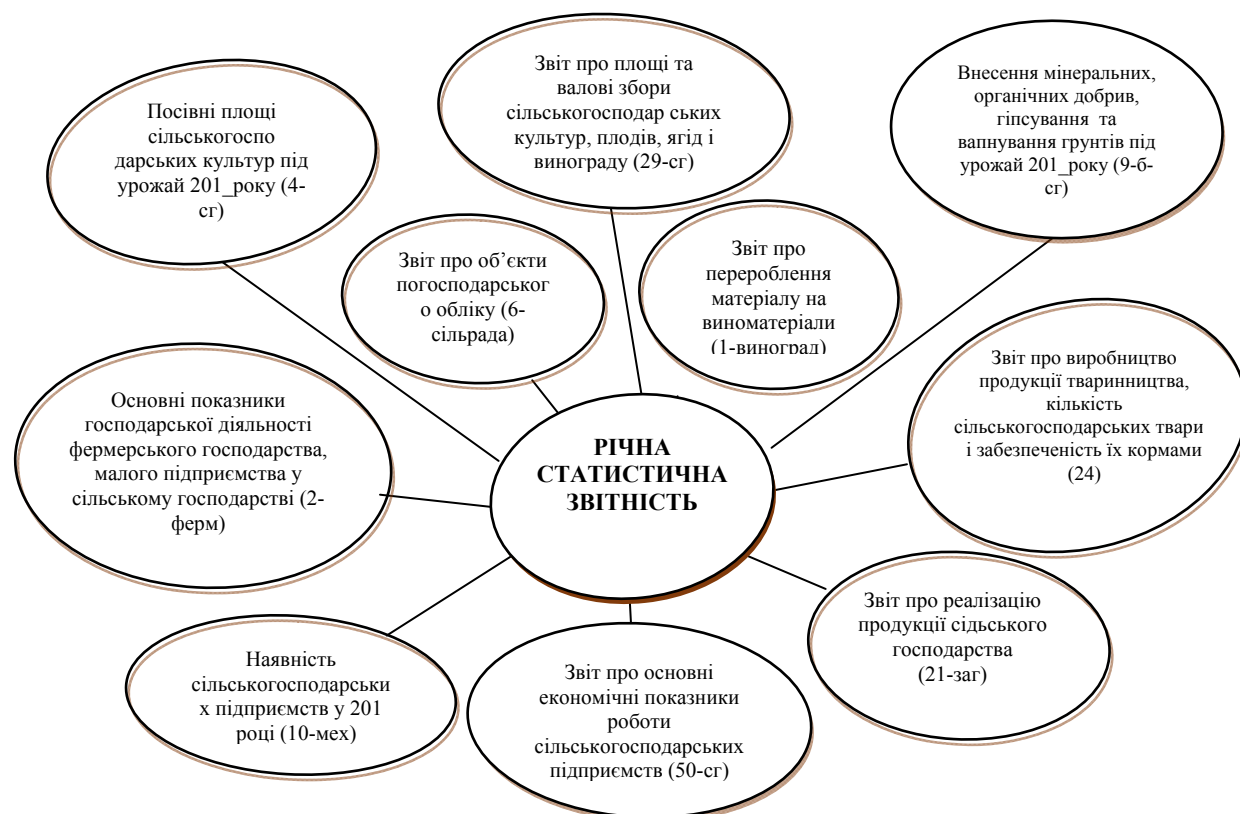 Посівні площі
сільськогоспо
дарських культур під
урожай 201_року (4-
сг)
Звіт про площі та
валові збори
сільськогосподар ських
культур, плодів, ягід і
винограду (29-сг)
Внесення мінеральних,
органічних добрив,
гіпсування та
вапнування грунтів під
урожай 201_року (9-б-
сг)
Звіт про об’єкти
погосподарськог
о обліку (6-
сільрада)
Звіт про
перероблення
матеріалу на
виноматеріали
(1-виноград)
Основні показники
господарської діяльності
фермерського господарства,
малого підприємства у
сільському господарстві (2-
ферм)
РІЧНА
СТАТИСТИЧНА
ЗВІТНІСТЬ
Звіт про виробництво
продукції тваринництва,
кількість
сільськогосподарських твари
і забезпеченість їх кормами
(24)
Наявність
сільськогосподарськи
х підприємств у 201
році (10-мех)
Звіт про основні
економічні показники
роботи
сільськогосподарських
підприємств (50-сг)
Звіт про реалізацію
продукції сідьського
господарства
(21-заг)